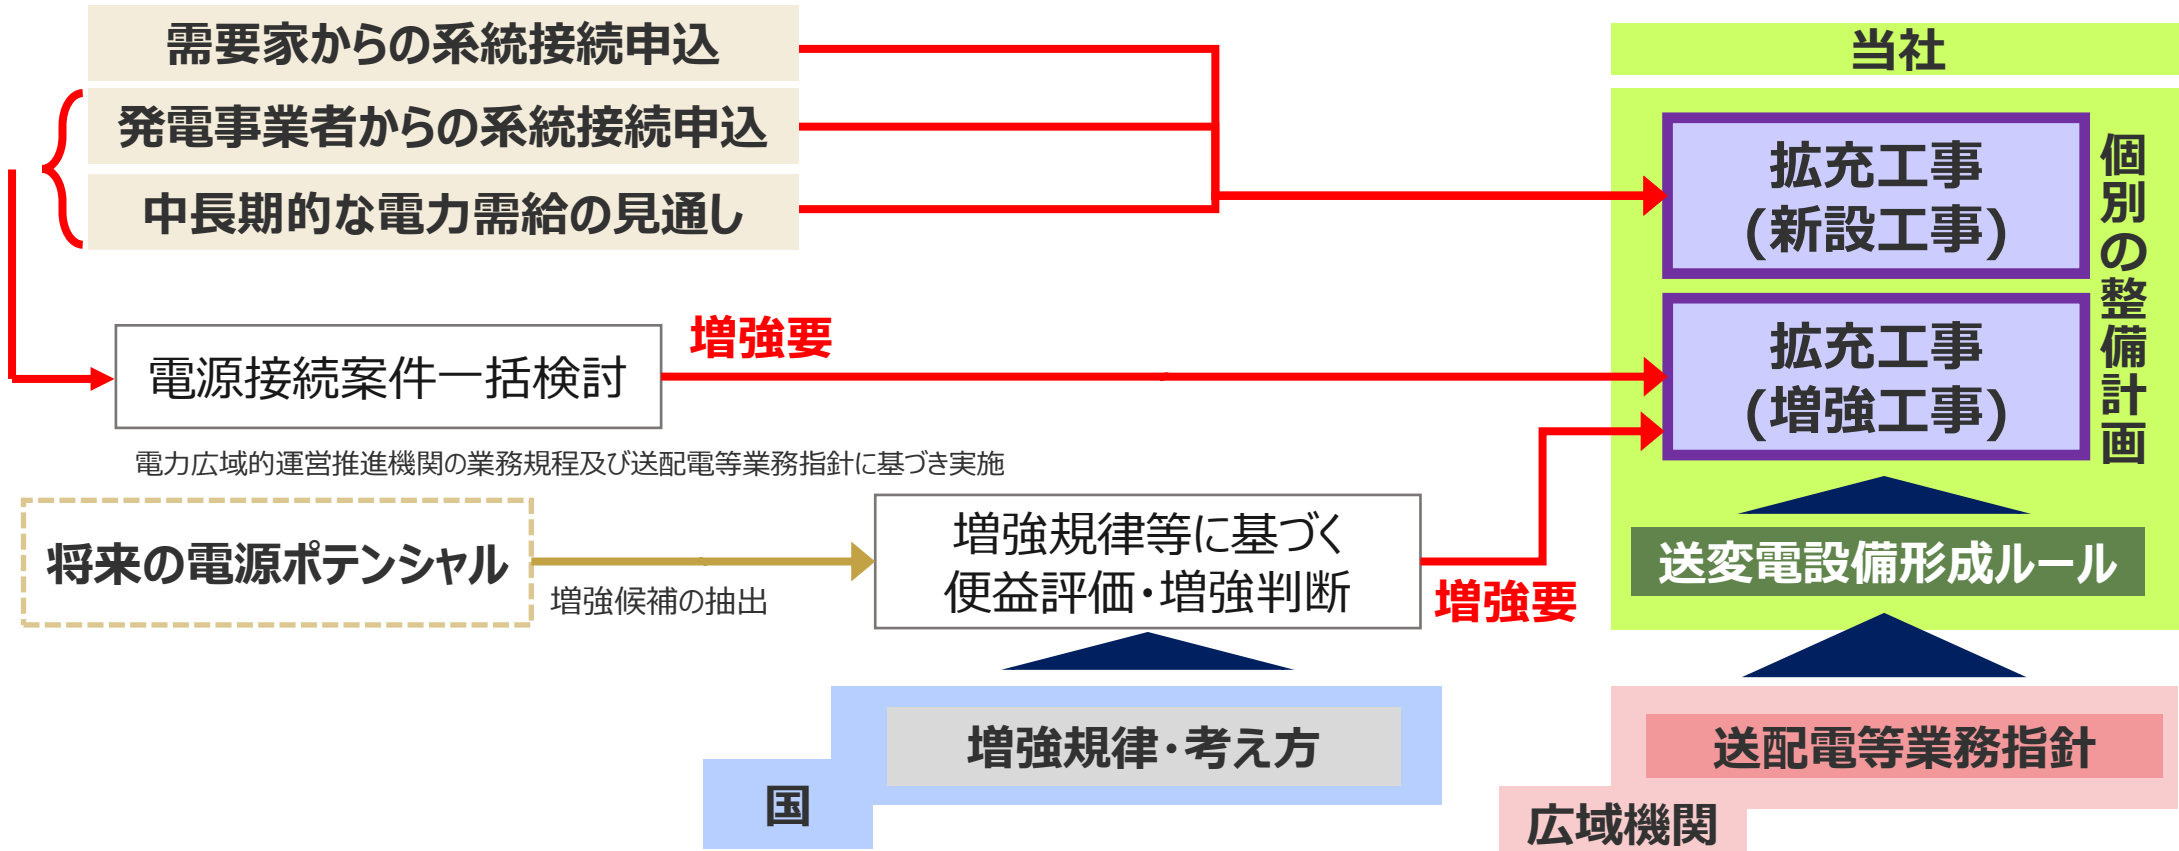 需要家からの系統接続申込
発電事業者からの系統接続申込
中長期的な電力需給の見通し
当社
拡充工事
(新設工事)
個別の整備計画
増強要
電源接続案件一括検討
拡充工事
(増強工事)
電力広域的運営推進機関の業務規程及び送配電等業務指針に基づき実施
将来の電源ポテンシャル
増強候補の抽出
増強規律等に基づく
便益評価・増強判断
増強要
送変電設備形成ルール
増強規律・考え方
国
送配電等業務指針
広域機関